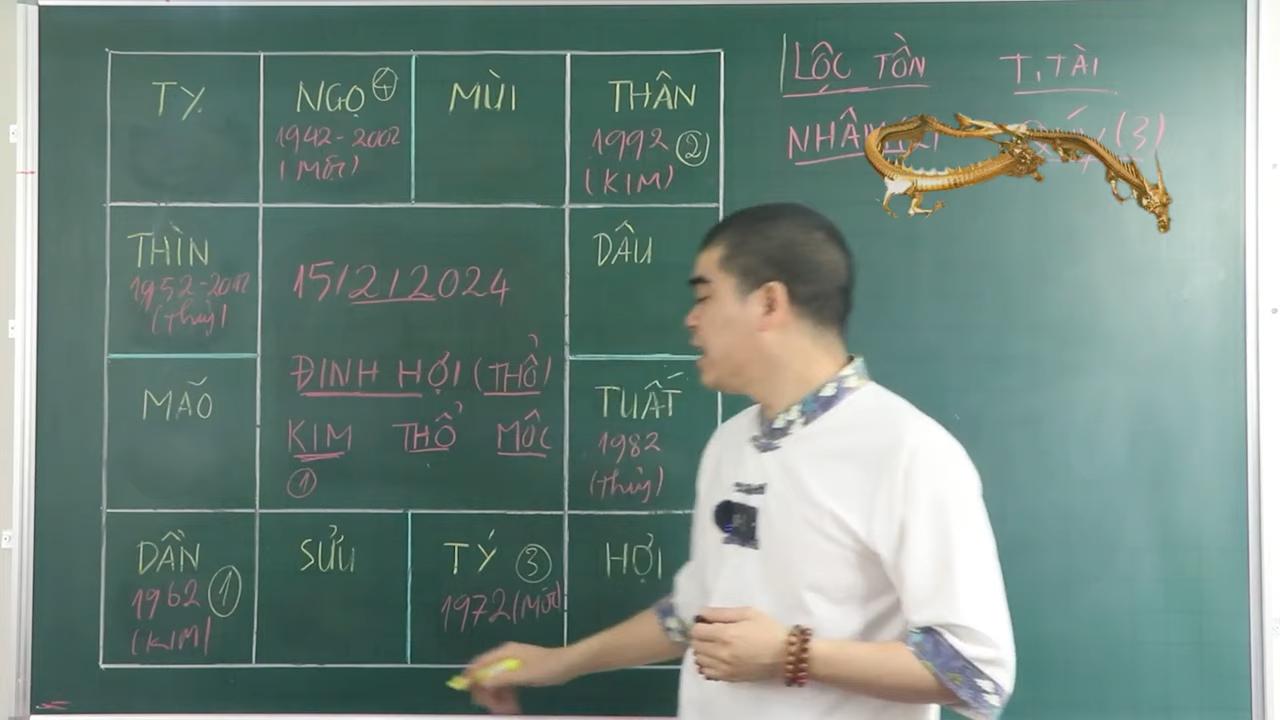 LỘC TỒN T.TÀI
NHÂM (3)
TỴ NGỌ 4 MÙI THÂN
1942-2002 1992 2
(MỘC) (KIM)
THÌN DẬU
1952-2012
(Thủy)
15/2/2024
ĐINH HỢI (THỔ)
KIM THỔ MỘC
1
MÃO TUẤT
1982
(Thủy)
DẦN SỬU TÝ 3 HỢI
1962 1 1972 (MỘC)
(KIM)